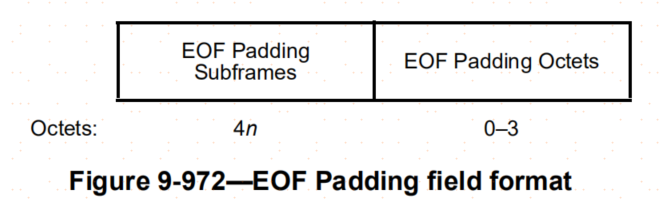 EOF Padding
Subframes
EOF Padding Octets
Octets: 4n 0–3
Figure 9-972—EOF Padding field format